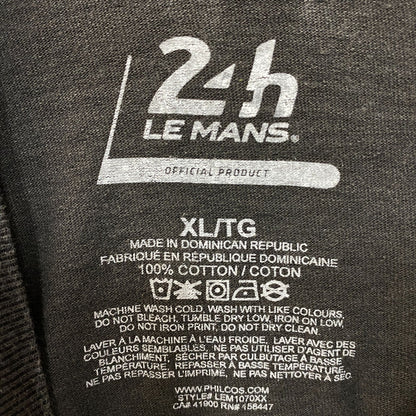 24h
LE MANS®
OFFICIAL PRODUCT
XL/TG
MADE IN DOMINICAN REPUBLIC
FABRIQUÉ EN RÉPUBLIQUE DOMINICAINE
100% COTTON / COTON
MACHINE WASH COLD, WASH WITH LIKE COLOURS,
DO NOT BLEACH, TUMBLE DRY LOW, IRON ON LOW,
DO NOT IRON PRINT, DO NOT DRY CLEAN.
LAVER À LA MACHINE À L'EAU FROIDE. LAVER AVEC DES
COULEURS SEMBLABLES, NE PAS UTILISER D'AGENT DE
BLANCHIMENT, SÉCHER PAR CULBUTAGE À BASSE
TEMPÉRATURE, REPASSER À BASSE TEMPÉRATURE.
NE PAS REPASSER L'IMPRIMÉ, NE PAS NETTOYER À SEC
WWW.PHILCOS.COM
STYLE# LEM1070XX
CA# 41900 RN# 158447